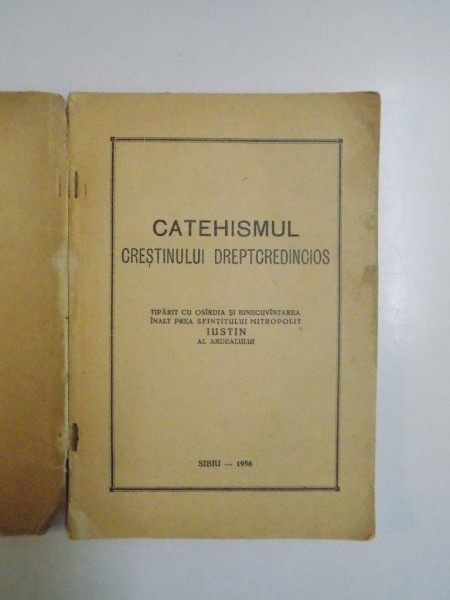 CATEHISMUL
CREȘTINULUI DREPTCREDINCIOS
TIPĂRIT CU OSÎRDIA ȘI BINECUVÎNTAREA
ÎNALT PREA SFINȚITULUI MITROPOLIT
IUSTIN
AL ARDEALULUI
SIBIU — 1956